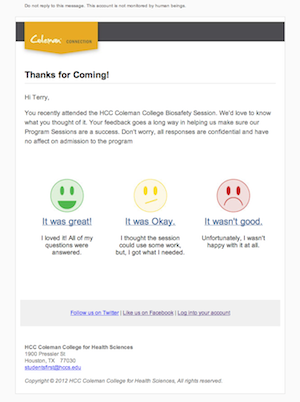 Do not reply to this message. This account is not monitored by human beings.
Coleman CONNECTION
Thanks for Coming!
Hi Terry,
You recently attended the HCC Coleman College Biosafety Session. We'd love to know
what you thought of it. Your feedback goes a long way in helping us make sure our
Program Sessions are a success. Don't worry, all responses are confidential and have
no affect on admission to the program
It was great!
I loved it! All of my
questions were
answered.
It was Okay.
I thought the session
could use some work,
but, I got what I needed.
It wasn't good.
Unfortunately, I wasn't
happy with it at all.
Follow us on Twitter | Like us on Facebook | Log into your account
HCC Coleman College for Health Sciences
1900 Pressler St
Houston, TX 77030
studentsfirst@hccs.edu
Copyright © 2012 HCC Coleman College for Health Sciences, All rights reserved.